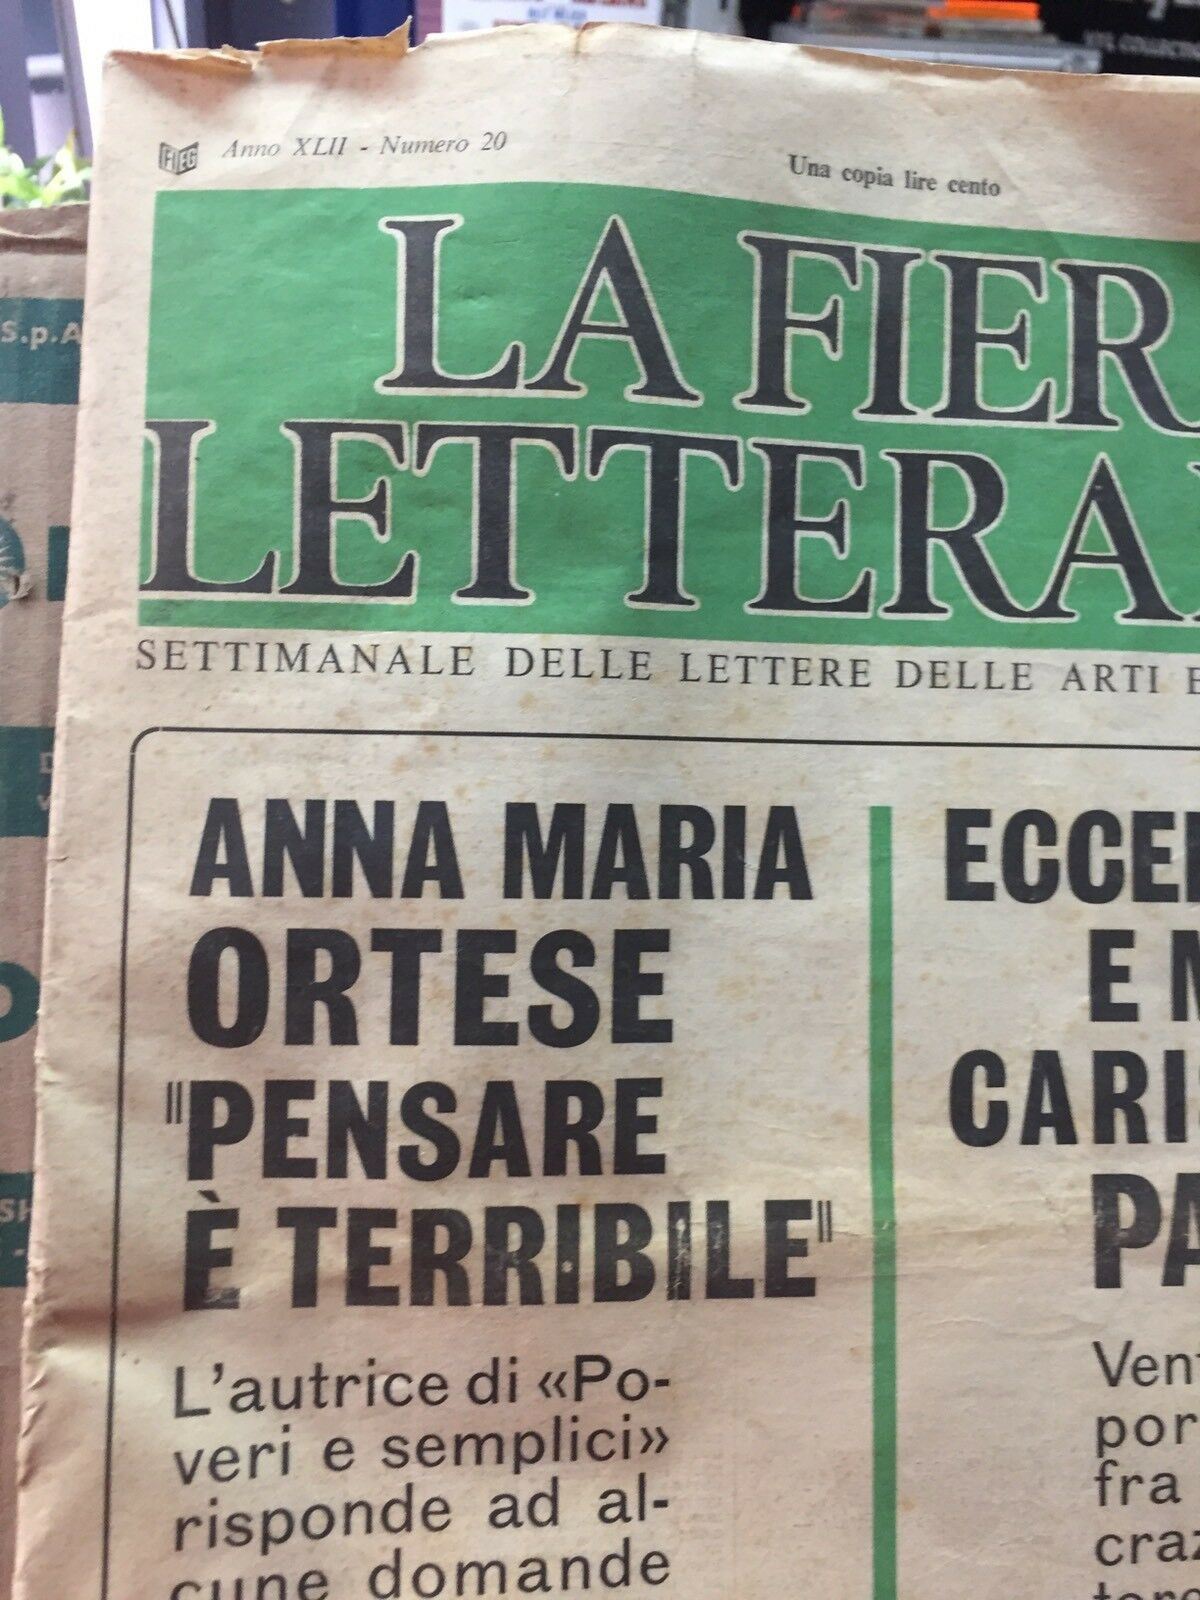 FIEG Anno XLII - Numero 20
Una copia lire cento
LA FIER
LETTERA
SETTIMANALE DELLE LETTERE DELLE ARTI E
ANNA MARIA
ORTESE
"PENSARE
È TERRIBILE"
L'autrice di «Po-
veri e semplici»
risponde ad al-
cune domande
ECCE
E M
CARI
PA
Vent
por
fra
craz
S.p.A